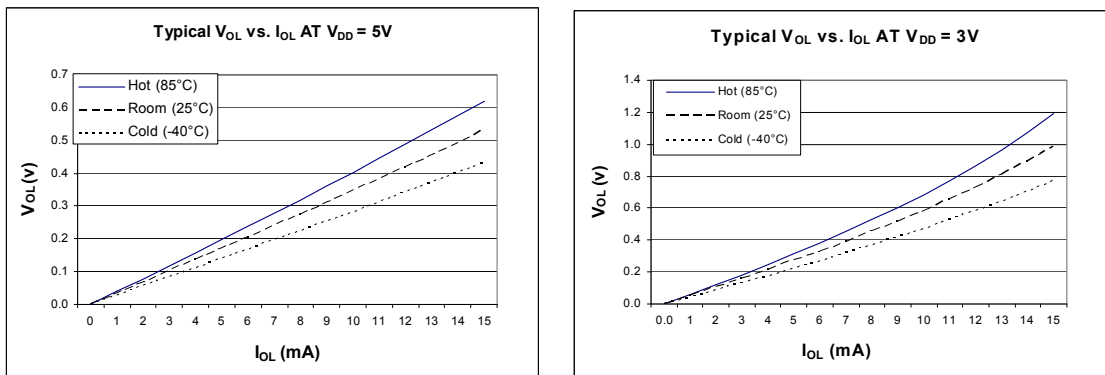 Typical VOL vs. IOL AT VDD = 5V
0.7
0.6
0.5
0.4
0.3
0.2
0.1
0.0
Hot (85°C)
Room (25°C)
Cold (-40°C)
VOL (v)
0 1 2 3 4 5 6 7 8 9 10 11 12 13 14 15
IOL (mA)
Typical VOL vs. IOL AT VDD = 3V
1.4
1.2
1.0
0.8
0.6
0.4
0.2
0.0
Hot (85°C)
Room (25°C)
Cold (-40°C)
VOL (v)
0.0 1 2 3 4 5 6 7 8 9 10 11 12 13 14 15
IOL (mA)